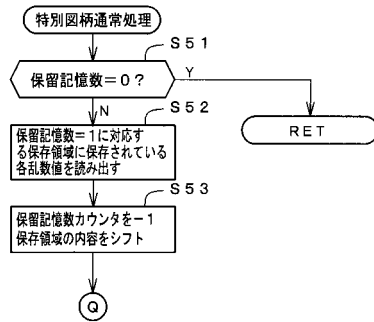 特別図柄通常処理
S51
保留記憶数=0?
Y
N
S52
RET
保留記憶数=1に対応す
る保存領域に保存されている
各乱数値を読み出す
S53
保留記憶数カウンタを-1
保存領域の内容をシフト
Q